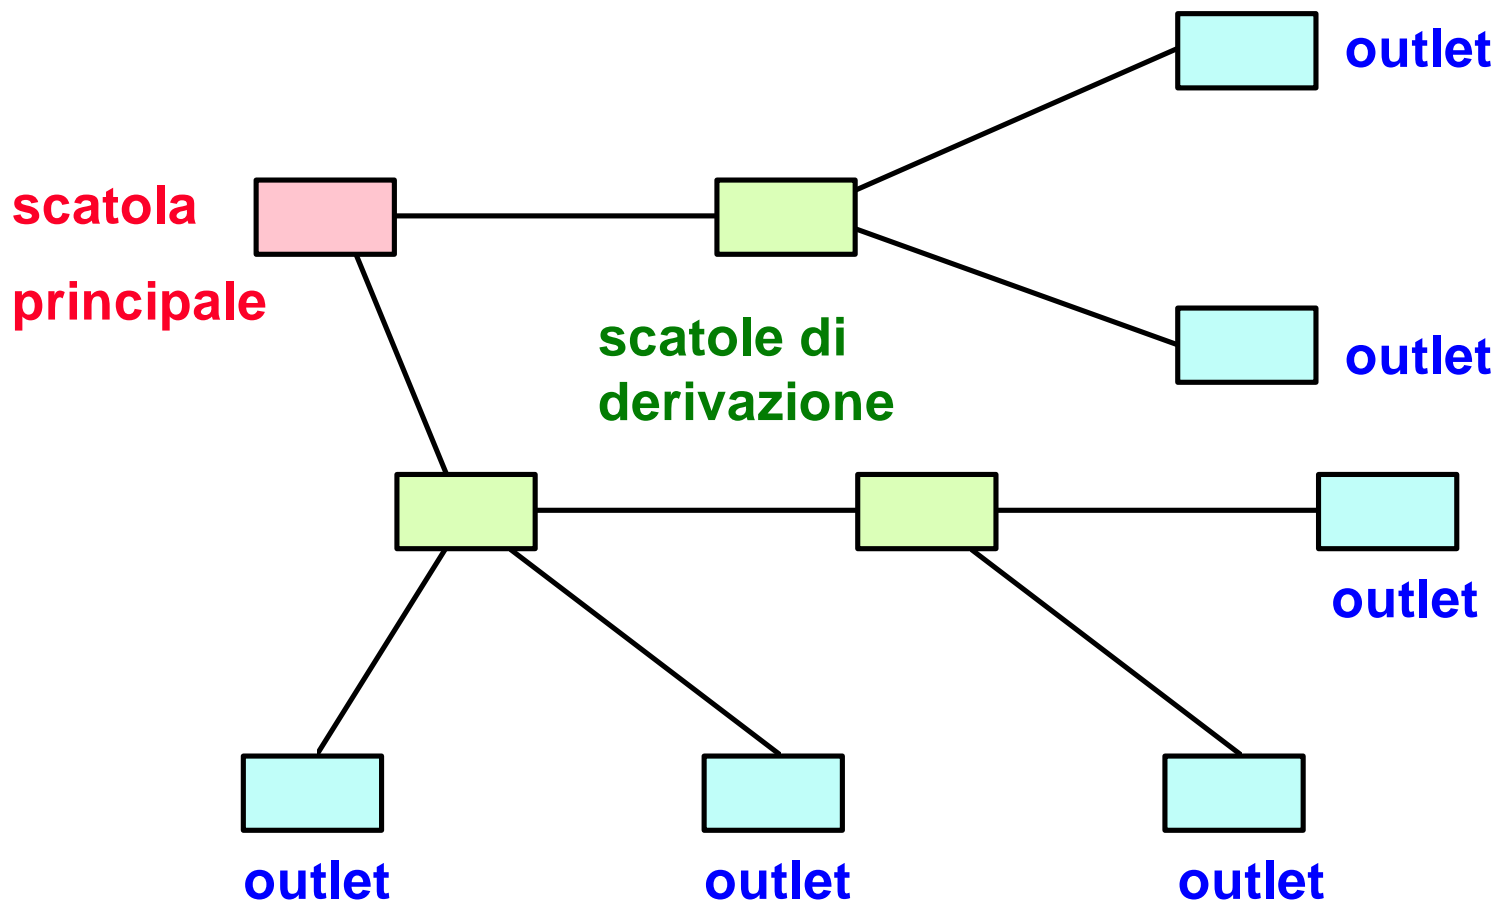 outlet
scatola
principale
scatole di
derivazione
outlet
outlet
outlet
outlet
outlet